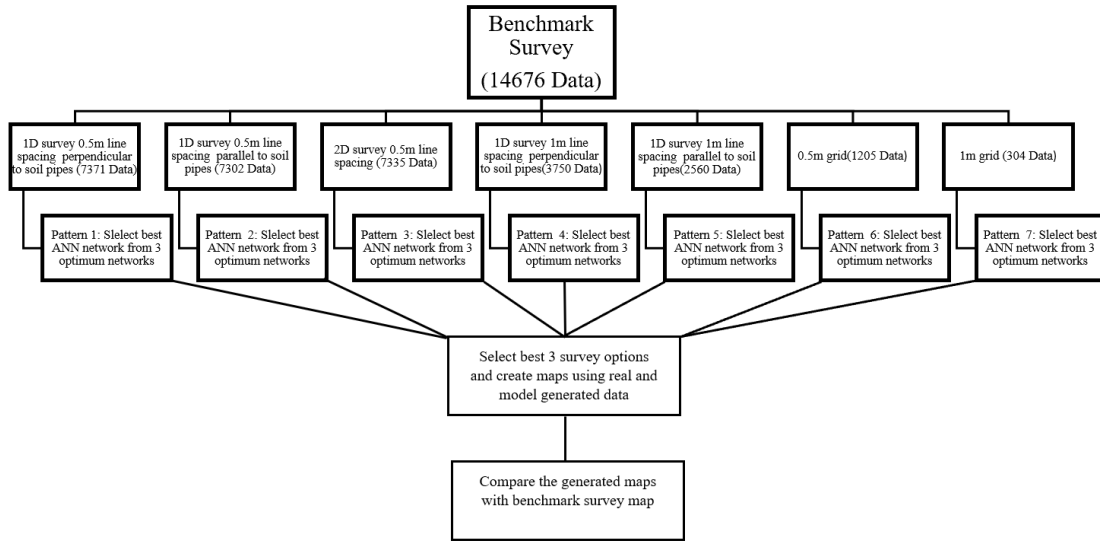 Benchmark
Survey
(14676 Data)
1D survey 0.5m line
spacing perpendicular
to soil pipes (7371 Data)
1D survey 0.5m line
spacing parallel to soil
pipes (7302 Data)
2D survey 0.5m line
spacing (7335 Data)
1D survey 1m line
spacing perpendicular
to soil pipes(3750 Data)
1D survey 1m line
spacing parallel to soil
pipes(2560 Data)
0.5m grid(1205 Data)
1m grid (304 Data)
Pattern 1: Slelect best
ANN network from 3
optimum networks
Pattern 2: Slelect best
ANN network from 3
optimum networks
Pattern 3: Slelect best
ANN network from 3
optimum networks
Pattern 4: Slelect best
ANN network from 3
optimum networks
Pattern 5: Slelect best
ANN network from 3
optimum networks
Pattern 6: Slelect best
ANN network from 3
optimum networks
Pattern 7: Slelect best
ANN network from 3
optimum networks
Select best 3 survey options
and create maps using real and
model generated data
Compare the generated maps
with benchmark survey map